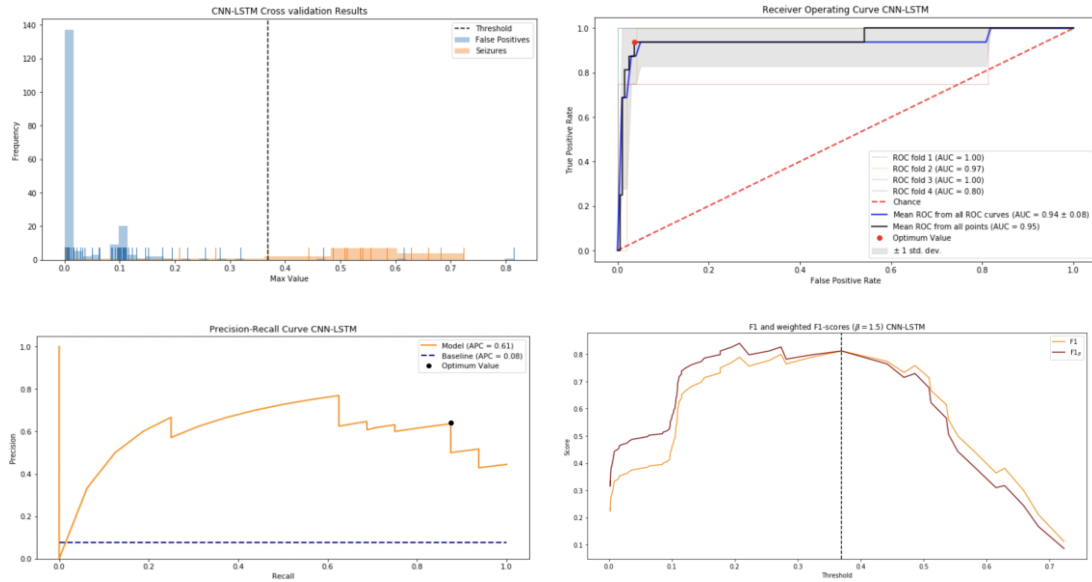 CNN-LSTM Cross validation Results
Threshold
False Positives
Seizures
Frequency
140
120
100
80
60
40
20
0
0.0 0.1 0.2 0.3 0.4 0.5 0.6 0.7 0.8
Max Value
Receiver Operating Curve CNN-LSTM
True Positive Rate
1.0
0.8
0.6
0.4
0.2
0.0
ROC fold 1 (AUC = 1.00)
ROC fold 2 (AUC = 0.97)
ROC fold 3 (AUC = 1.00)
ROC fold 4 (AUC = 0.80)
Chance
Mean ROC from all ROC curves (AUC = 0.94 ± 0.08)
Mean ROC from all points (AUC = 0.95)
Optimum Value
± 1 std. dev.
0.0 0.2 0.4 0.6 0.8 1.0
False Positive Rate
Precision-Recall Curve CNN-LSTM
Model (APC = 0.61)
Baseline (APC = 0.08)
Optimum Value
Precision
1.0
0.8
0.6
0.4
0.2
0.0
0.0 0.2 0.4 0.6 0.8 1.0
Recall
F1 and weighted F1-scores (β = 1.5) CNN-LSTM
F1
F1β
Score
0.8
0.7
0.6
0.5
0.4
0.3
0.2
0.1
0.0 0.1 0.2 0.3 0.4 0.5 0.6 0.7
Threshold